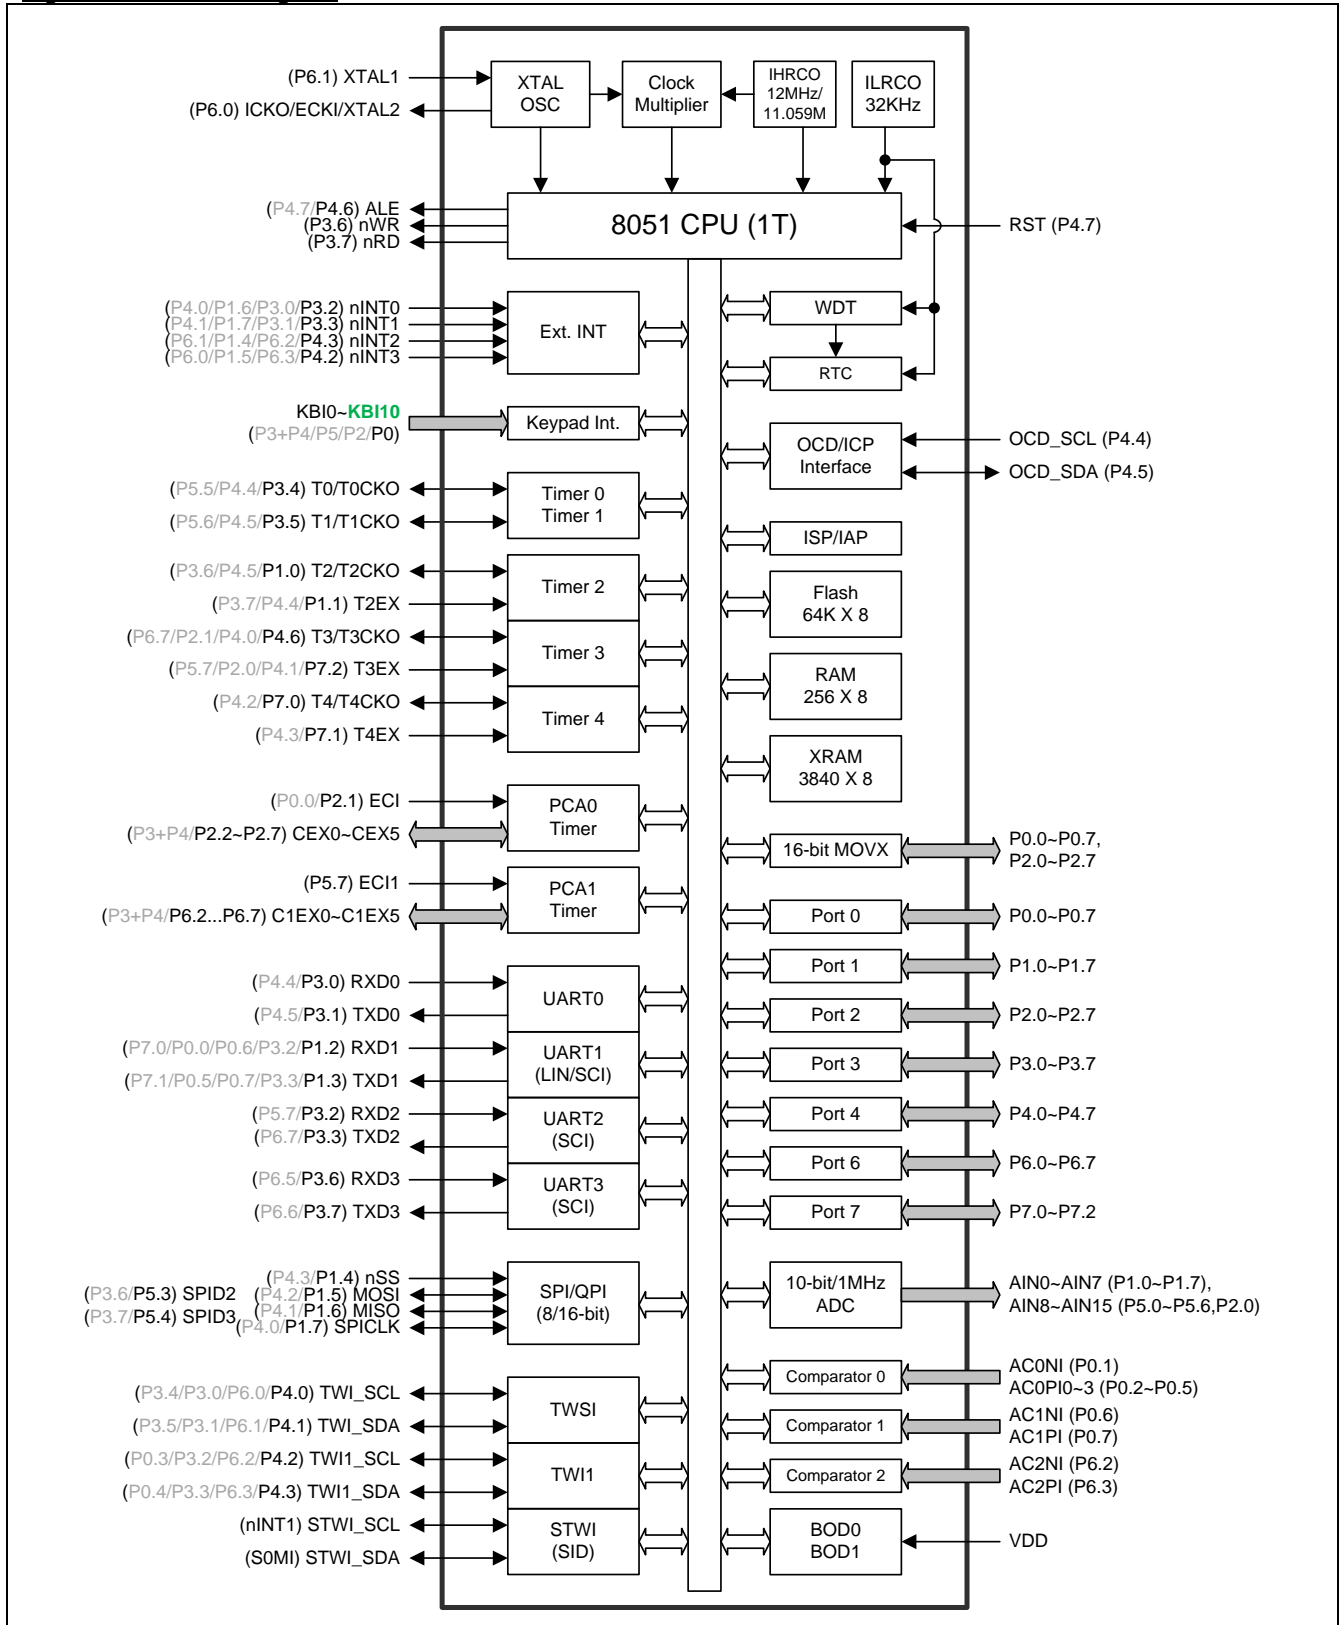 (P6.1) XTAL1
(P6.0) ICKO/ECKI/XTAL2
XTAL
OSC
Clock
Multiplier
IHRCO
12MHz/
11.059M
ILRCO
32KHz
(P4.7/P4.6) ALE
(P3.6) nWR
(P3.7) nRD
8051 CPU (1T)
RST (P4.7)
(P4.0/P1.6/P3.0/P3.2) nINT0
(P4.1/P1.7/P3.1/P3.3) nINT1
(P6.1/P1.4/P6.2/P4.3) nINT2
(P6.0/P1.5/P6.3/P4.2) nINT3
Ext. INT
WDT
RTC
KBI0~KBI10
(P3+P4/P5/P2/P0)
Keypad Int.
OCD/ICP
Interface
OCD_SCL (P4.4)
OCD_SDA (P4.5)
(P5.5/P4.4/P3.4) T0/T0CKO
(P5.6/P4.5/P3.5) T1/T1CKO
Timer 0
Timer 1
ISP/IAP
(P3.6/P4.5/P1.0) T2/T2CKO
(P3.7/P4.4/P1.1) T2EX
Timer 2
Flash
64K X 8
(P6.7/P2.1/P4.0/P4.6) T3/T3CKO
(P5.7/P2.0/P4.1/P7.2) T3EX
Timer 3
RAM
256 X 8
(P4.2/P7.0) T4/T4CKO
(P4.3/P7.1) T4EX
Timer 4
XRAM
3840 X 8
(P0.0/P2.1) ECI
(P3+P4/P2.2~P2.7) CEX0~CEX5
PCA0
Timer
16-bit MOVX
P0.0~P0.7,
P2.0~P2.7
(P5.7) ECI1
(P3+P4/P6.2...P6.7) C1EX0~C1EX5
PCA1
Timer
Port 0
P0.0~P0.7
Port 1
P1.0~P1.7
(P4.4/P3.0) RXD0
(P4.5/P3.1) TXD0
UART0
Port 2
P2.0~P2.7
(P7.0/P0.0/P0.6/P3.2/P1.2) RXD1
(P7.1/P0.5/P0.7/P3.3/P1.3) TXD1
UART1
(LIN/SCI)
Port 3
P3.0~P3.7
(P5.7/P3.2) RXD2
(P6.7/P3.3) TXD2
UART2
(SCI)
Port 4
P4.0~P4.7
Port 6
P6.0~P6.7
(P6.5/P3.6) RXD3
(P6.6/P3.7) TXD3
UART3
(SCI)
Port 7
P7.0~P7.2
(P4.3/P1.4) nSS
(P3.6/P5.3) SPID2
(P4.2/P1.5) MOSI
(P4.1/P1.6) MISO
(P3.7/P5.4) SPID3
(P4.0/P1.7) SPICLK
SPI/QPI
(8/16-bit)
10-bit/1MHz
ADC
AIN0~AIN7 (P1.0~P1.7),
AIN8~AIN15 (P5.0~P5.6,P2.0)
Comparator 0
AC0NI (P0.1)
AC0PI0~3 (P0.2~P0.5)
(P3.4/P3.0/P6.0/P4.0) TWI_SCL
(P3.5/P3.1/P6.1/P4.1) TWI_SDA
TWSI
Comparator 1
AC1NI (P0.6)
AC1PI (P0.7)
(P0.3/P3.2/P6.2/P4.2) TWI1_SCL
(P0.4/P3.3/P6.3/P4.3) TWI1_SDA
TWI1
Comparator 2
AC2NI (P6.2)
AC2PI (P6.3)
(nINT1) STWI_SCL
(S0MI) STWI_SDA
STWI
(SID)
BOD0
BOD1
VDD